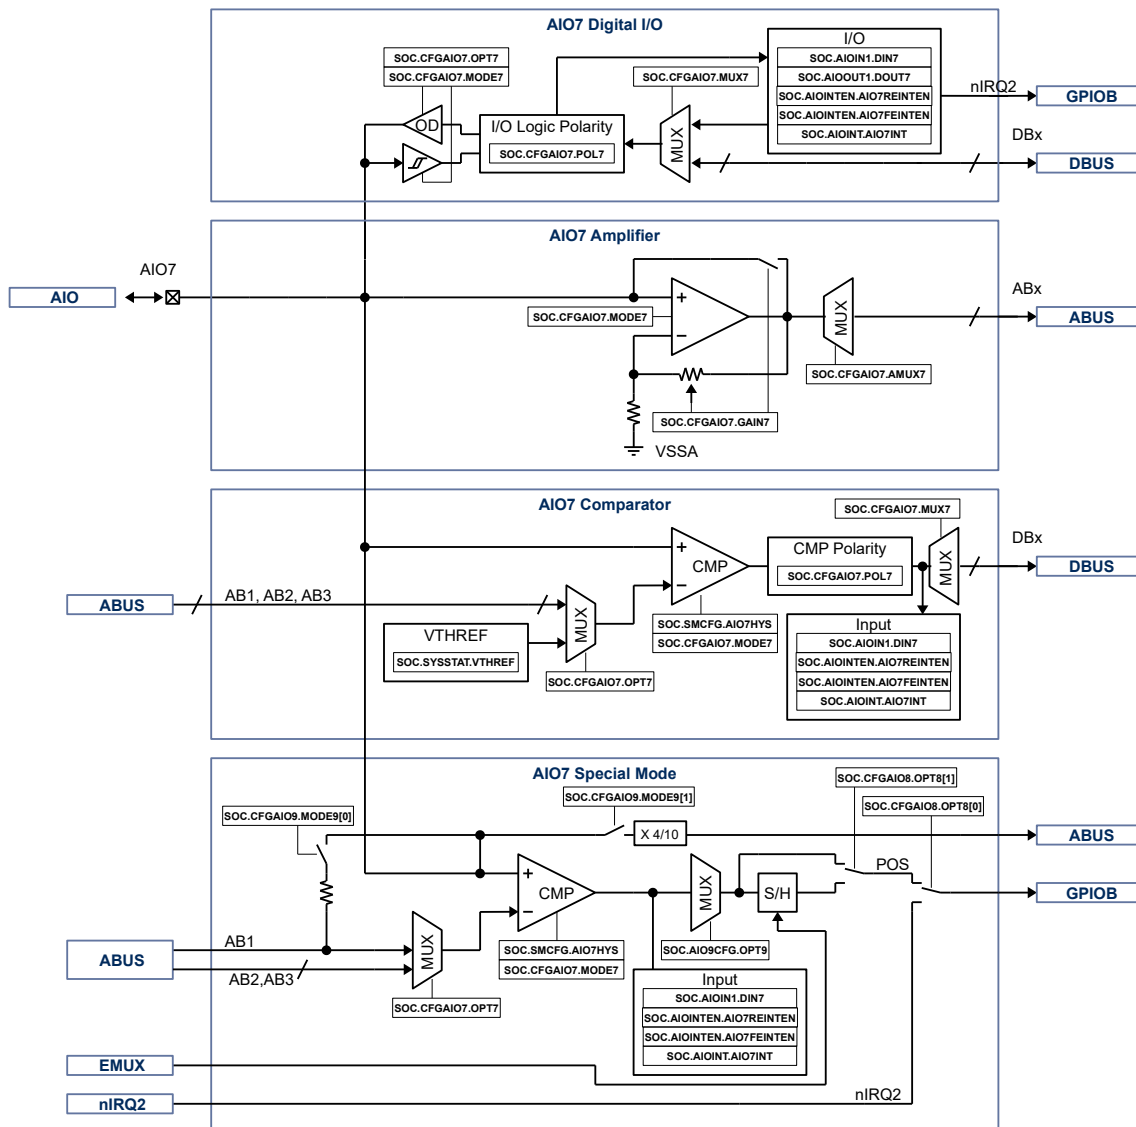 AIO7 Digital I/O
SOC.CFGAIO7.OPT7
SOC.CFGAIO7.MODE7
OD
I/O Logic Polarity
SOC.CFGAIO7.POL7
SOC.CFGAIO7.MUX7
MUX
I/O
SOC.AIOIN1.DIN7
SOC.AIOOUT1.DOUT7
SOC.AIOINTEN.AIO7REINTEN
SOC.AIOINTEN.AIO7FEINTEN
SOC.AIOINT.AIO7INT
nIRQ2
GPIOB
DBx
DBUS
AIO7 Amplifier
AIO7
AIO
SOC.CFGAIO7.MODE7
+
−
MUX
ABx
ABUS
SOC.CFGAIO7.AMUX7
SOC.CFGAIO7.GAIN7
VSSA
AIO7 Comparator
SOC.CFGAIO7.MUX7
+
CMP
−
CMP Polarity
SOC.CFGAIO7.POL7
MUX
DBx
DBUS
ABUS
AB1, AB2, AB3
MUX
VTHREF
SOC.SYSSTAT.VTHREF
SOC.SMCFG.AIO7HYS
SOC.CFGAIO7.MODE7
SOC.CFGAIO7.OPT7
Input
SOC.AIOIN1.DIN7
SOC.AIOINTEN.AIO7REINTEN
SOC.AIOINTEN.AIO7FEINTEN
SOC.AIOINT.AIO7INT
AIO7 Special Mode
SOC.CFGAIO8.OPT8[1]
SOC.CFGAIO9.MODE9[1]
SOC.CFGAIO8.OPT8[0]
SOC.CFGAIO9.MODE9[0]
X 4/10
ABUS
+
CMP
−
MUX
S/H
POS
GPIOB
ABUS
AB1
AB2,AB3
MUX
SOC.SMCFG.AIO7HYS
SOC.CFGAIO7.MODE7
SOC.AIO9CFG.OPT9
SOC.CFGAIO7.OPT7
Input
SOC.AIOIN1.DIN7
SOC.AIOINTEN.AIO7REINTEN
SOC.AIOINTEN.AIO7FEINTEN
SOC.AIOINT.AIO7INT
EMUX
nIRQ2
nIRQ2